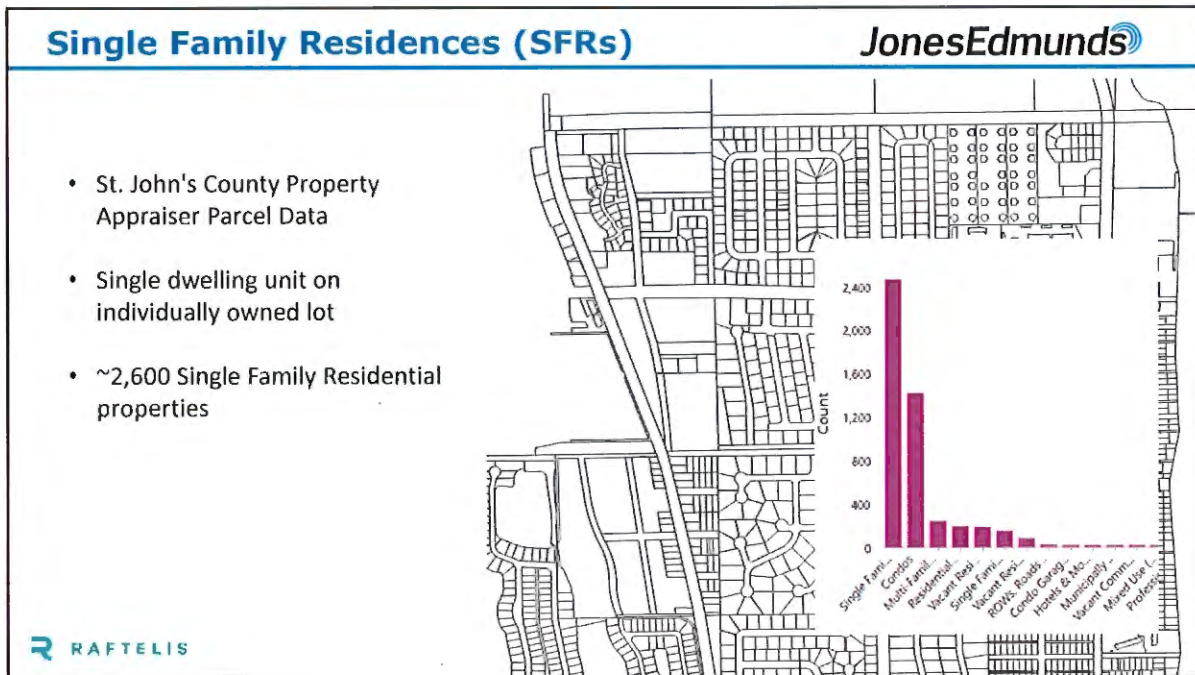 Single Family Residences (SFRs)
JonesEdmunds
• St. John's County Property
Appraiser Parcel Data
• Single dwelling unit on
individually owned lot
• ~2,600 Single Family Residential
properties
Count
2,400
2,000
1,600
1,200
800
400
0
Single Fami...
Condos
Multi-Famil...
Residential...
Vacant Resi...
Single Fami...
Vacant Resi...
ROWs, Roads...
Condo Garag...
Hotels & Mo...
Municipally...
Vacant Comm...
Mixed Use (...
Professio
RAFTELIS